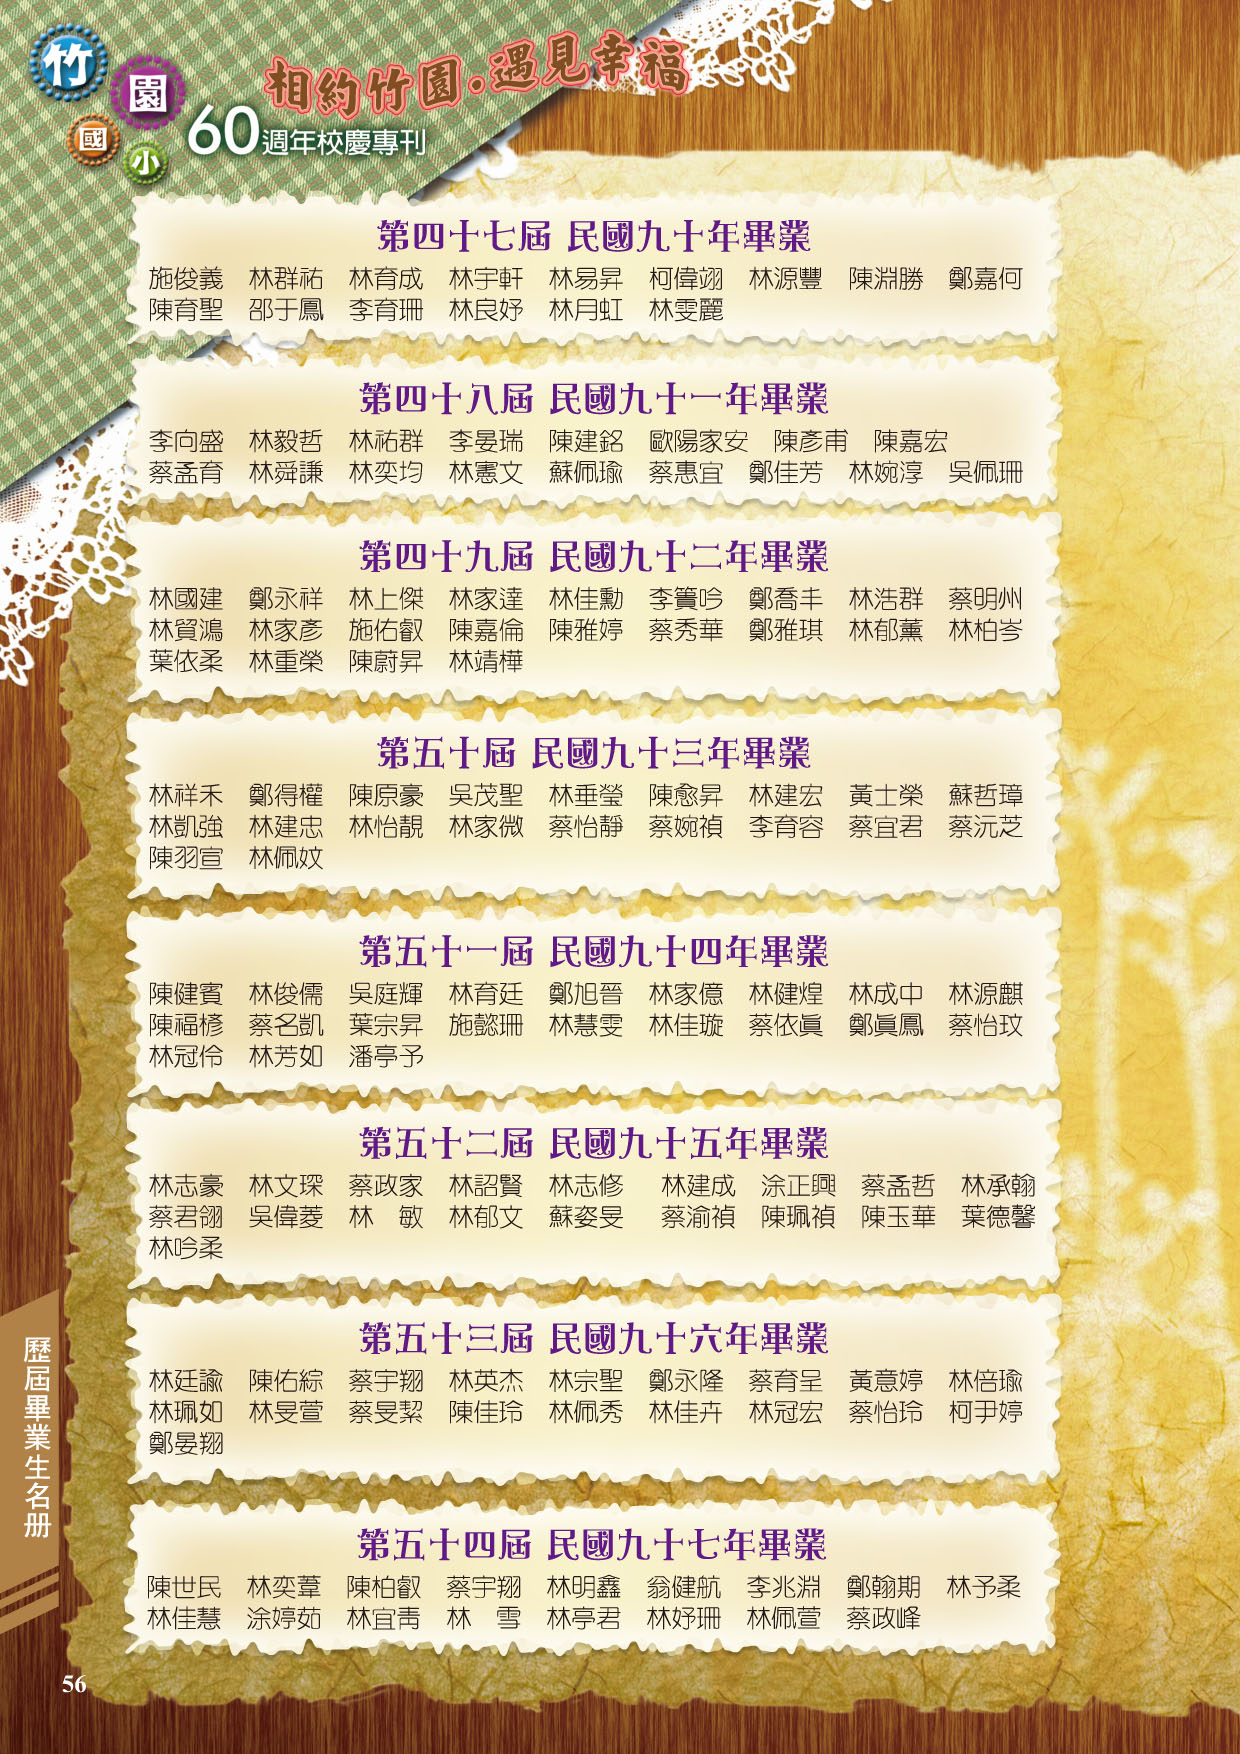 竹園國小
相約竹園．遇見幸福
60週年校慶專刊
第四十七屆 民國九十年畢業
施俊義 林群祐 林育成 林宇軒 林易昇 柯偉翊 林源豐 陳淵勝 鄭嘉何
陳育聖 邵于鳳 李育珊 林良妤 林月虹 林雯麗
第四十八屆 民國九十一年畢業
李向盛 林毅哲 林祐群 李晏瑞 陳建銘 歐陽家安 陳彥甫 陳嘉宏
蔡孟育 林舜謙 林奕均 林憲文 蘇佩瑜 蔡惠宜 鄭佳芳 林婉淳 吳佩珊
第四十九屆 民國九十二年畢業
林國建 鄭永祥 林上傑 林家達 林佳勳 李篢吟 鄭喬丰 林浩群 蔡明州
林貿鴻 林家彥 施佑叡 陳嘉倫 陳雅婷 蔡秀華 鄭雅琪 林郁薰 林柏岑
葉依柔 林重榮 陳蔚昇 林靖樺
第五十屆 民國九十三年畢業
林祥禾 鄭得權 陳原豪 吳茂聖 林垂瑩 陳愈昇 林建宏 黃士榮 蘇哲璋
林凱強 林建忠 林怡靚 林家微 蔡怡靜 蔡婉禎 李育容 蔡宜君 蔡沅芝
陳羽宣 林佩妏
第五十一屆 民國九十四年畢業
陳健賓 林俊儒 吳庭輝 林育廷 鄭旭晉 林家億 林健煌 林成中 林源麒
陳福槮 蔡名凱 葉宗昇 施懿珊 林慧雯 林佳璇 蔡依眞 鄭眞鳳 蔡怡玟
林冠伶 林芳如 潘亭予
第五十二屆 民國九十五年畢業
林志豪 林文琛 蔡政家 林詔賢 林志修 林建成 涂正興 蔡孟哲 林承翰
蔡君翎 吳偉菱 林　敏 林郁文 蘇姿旻 蔡渝禎 陳珮禎 陳玉華 葉德馨
林吟柔
第五十三屆 民國九十六年畢業
林廷諭 陳佑綜 蔡宇翔 林英杰 林宗聖 鄭永隆 蔡育呈 黃意婷 林倍瑜
林珮如 林旻萱 蔡旻絜 陳佳玲 林佩秀 林佳卉 林冠宏 蔡怡玲 柯尹婷
鄭晏翔
第五十四屆 民國九十七年畢業
陳世民 林奕葦 陳柏叡 蔡宇翔 林明鑫 翁健航 李兆淵 鄭翰期 林予柔
林佳慧 涂婷茹 林宜靑 林　雪 林亭君 林妤珊 林佩萱 蔡政峰
歷屆畢業生名冊
56